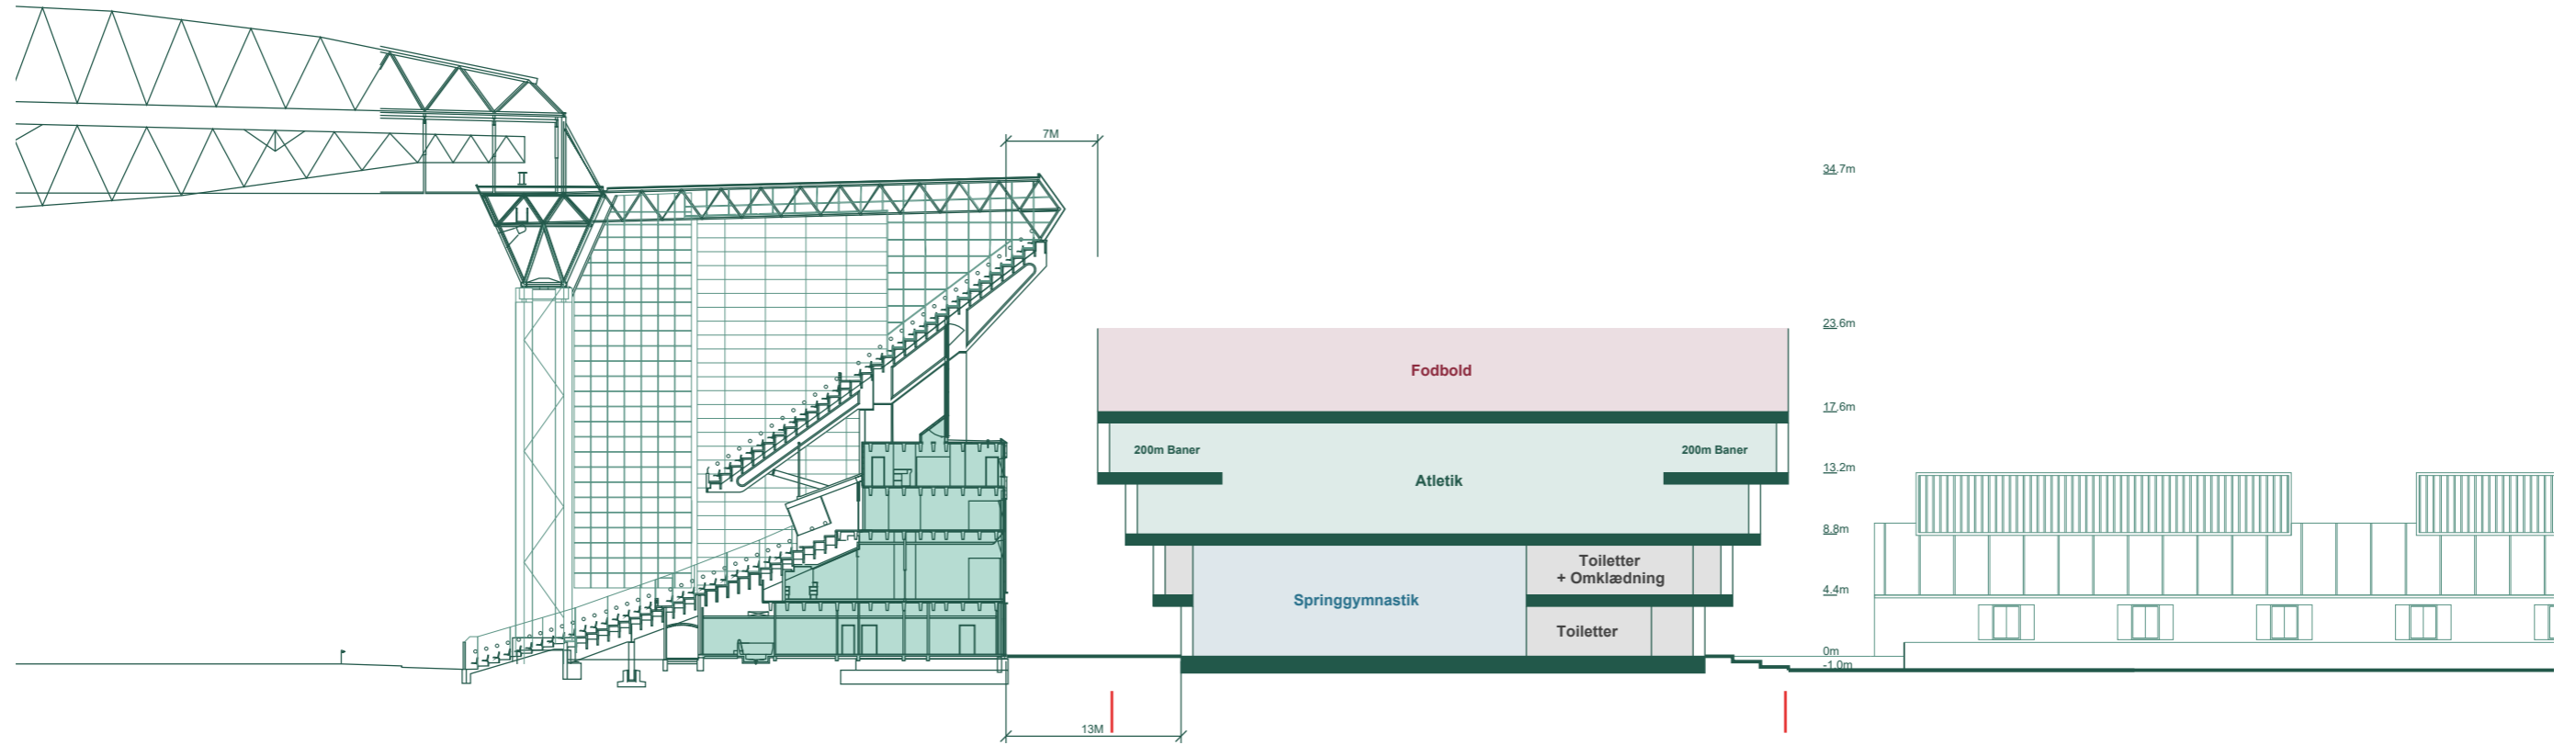 7M
34.7m
23.6m
Fodbold
17.6m
200m Baner
200m Baner
13.2m
Atletik
8.8m
Toiletter
+ Omklædning
4.4m
Springgymnastik
Toiletter
0m
-1.0m
13M